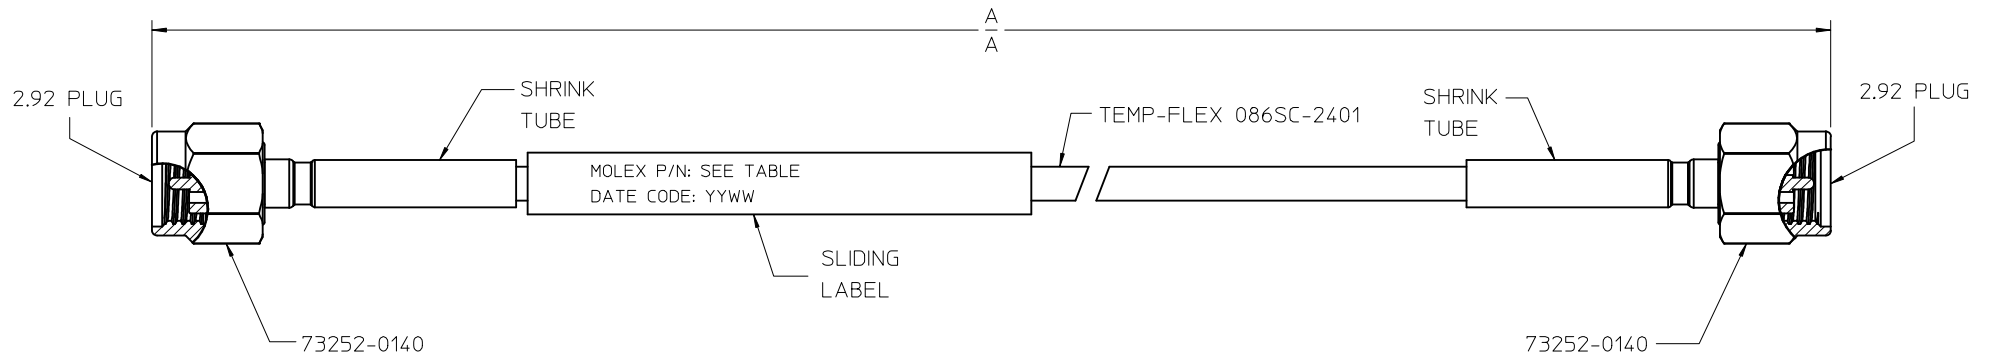 A
A
2.92 PLUG
SHRINK
TUBE
TEMP-FLEX 086SC-2401
SHRINK
TUBE
2.92 PLUG
MOLEX P/N: SEE TABLE
DATE CODE: YYWW
SLIDING
LABEL
73252-0140
73252-0140